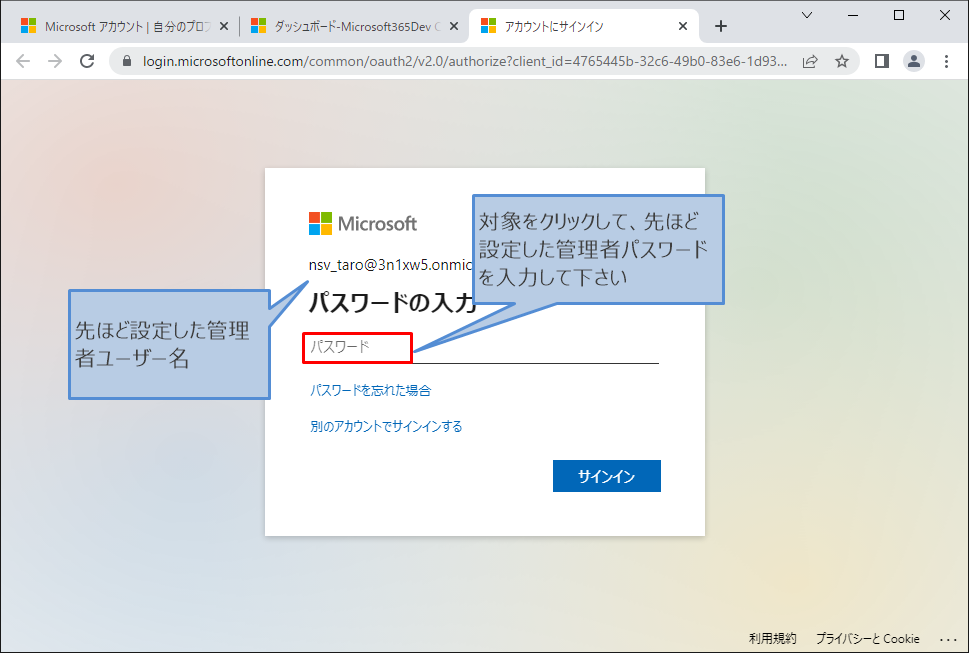 Microsoft アカウント | 自分のプロフ
ダッシュボード-Microsoft365Dev C
アカウントにサインイン
login.microsoftonline.com/common/oauth2/v2.0/authorize?client_id=4765445b-32c6-49b0-83e6-1d93...
Microsoft
対象をクリックして、先ほど
設定した管理者パスワード
を入力して下さい
nsv_taro@3n1xw5.onmic
パスワードの入力
先ほど設定した管理
者ユーザー名
パスワード
パスワードを忘れた場合
別のアカウントでサインインする
サインイン
利用規約 プライバシーと Cookie ...